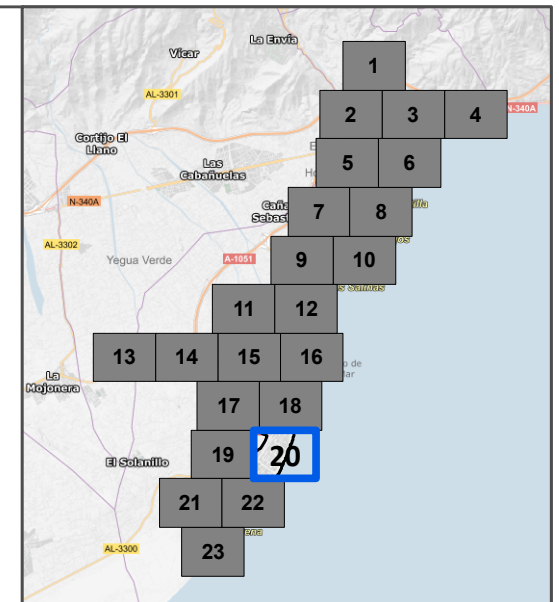 La Envía
Vícar
1
AL-3301
2 3 4
N-340A
Cortijo El
Llano
Las
Cabañuelas
5 6
N-340A
7 8
AL-3302
Yegua Verde
A-1051
9 10
11 12
13 14 15 16
La
Mojonera
17 18
El Solanillo
19 20
21 22
AL-3300
23